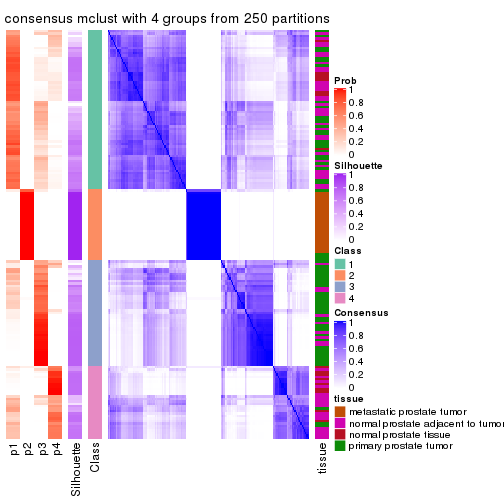 consensus mclust with 4 groups from 250 partitions
Prob
1
0.8
0.6
0.4
0.2
0
Silhouette
1
0.8
0.6
0.4
0.2
0
Class
1
2
3
4
Consensus
1
0.8
0.6
0.4
0.2
0
tissue
metastatic prostate tumor
normal prostate adjacent to tumor
normal prostate tissue
primary prostate tumor
p1
p2
p3
p4
Silhouette
Class
tissue